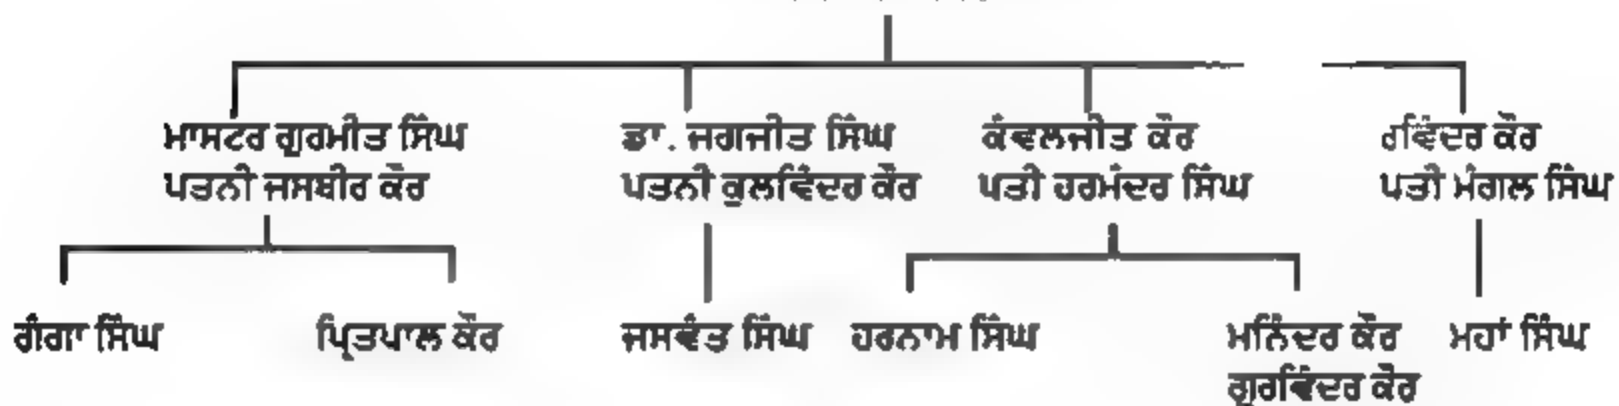 ਮਾਸਟਰ ਗੁਰਮੀਤ ਸਿੰਘ
ਪਤਨੀ ਜਸਬੀਰ ਕੌਰ
ਡਾ. ਜਗਜੀਤ ਸਿੰਘ
ਪਤਨੀ ਕੁਲਵਿੰਦਰ ਕੌਰ
ਕੰਵਲਜੀਤ ਕੌਰ
ਪਤੀ ਹਰਮੰਦਰ ਸਿੰਘ
ਰਵਿੰਦਰ ਕੌਰ
ਪਤੀ ਮੰਗਲ ਸਿੰਘ
ਗੰਗਾ ਸਿੰਘ
ਪ੍ਰਿਤਪਾਲ ਕੌਰ
ਜਸਵੰਤ ਸਿੰਘ
ਹਰਨਾਮ ਸਿੰਘ
ਮਨਿੰਦਰ ਕੌਰ
ਗੁਰਵਿੰਦਰ ਕੌਰ
ਮਹਾਂ ਸਿੰਘ